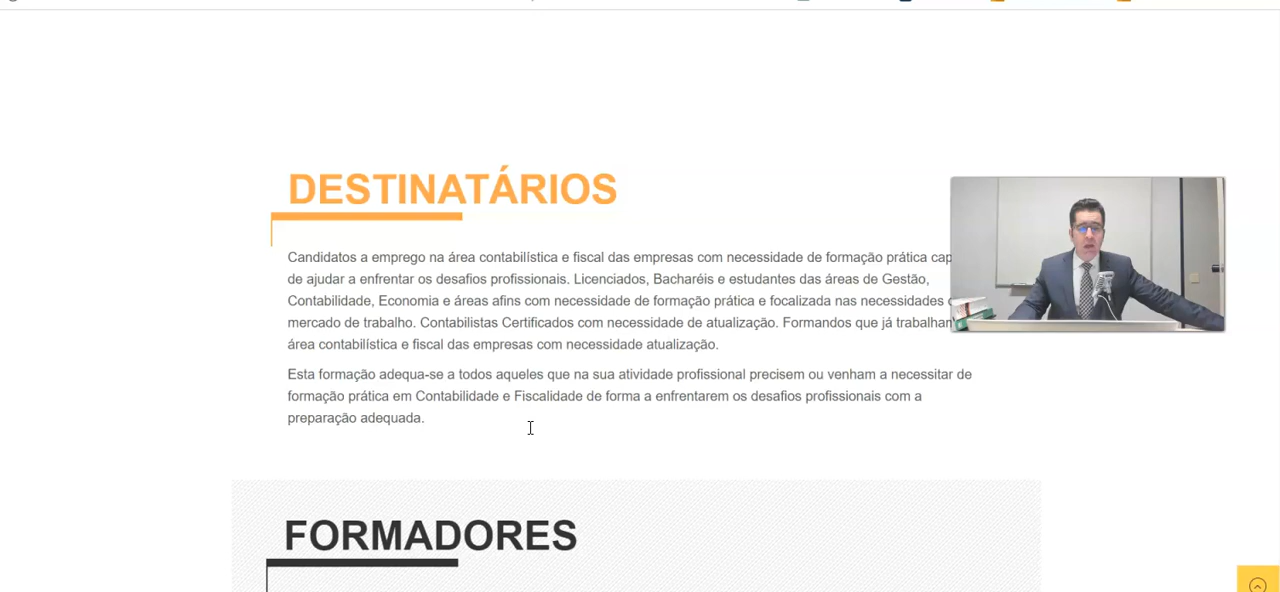 DESTINATÁRIOS
Candidatos a emprego na área contabilística e fiscal das empresas com necessidade de formação prática
de ajudar a enfrentar os desafios profissionais. Licenciados, Bacharéis e estudantes das áreas de Gestão,
Contabilidade, Economia e áreas afins com necessidade de formação prática e focalizada nas necessidades
mercado de trabalho. Contabilistas Certificados com necessidade de atualização. Formandos que já trabalham
área contabilística e fiscal das empresas com necessidade atualização.
Esta formação adequa-se a todos aqueles que na sua atividade profissional precisem ou venham a necessitar de
formação prática em Contabilidade e Fiscalidade de forma a enfrentarem os desafios profissionais com a
preparação adequada.
FORMADORES